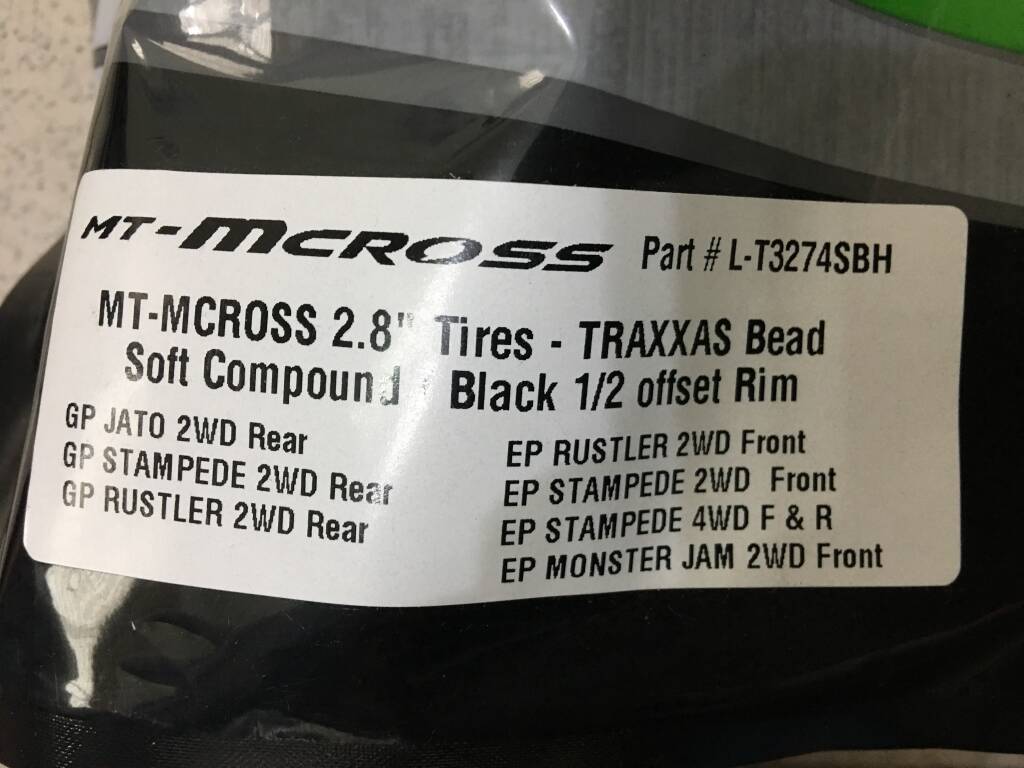 MT-MCROSS Part # L-T3274SBH
MT-MCROSS 2.8" Tires - TRAXXAS Bead
Soft Compound Black 1/2 offset Rim
GP JATO 2WD Rear
GP STAMPEDE 2WD Rear
GP RUSTLER 2WD Rear
EP RUSTLER 2WD Front
EP STAMPEDE 2WD Front
EP STAMPEDE 4WD F & R
EP MONSTER JAM 2WD Front